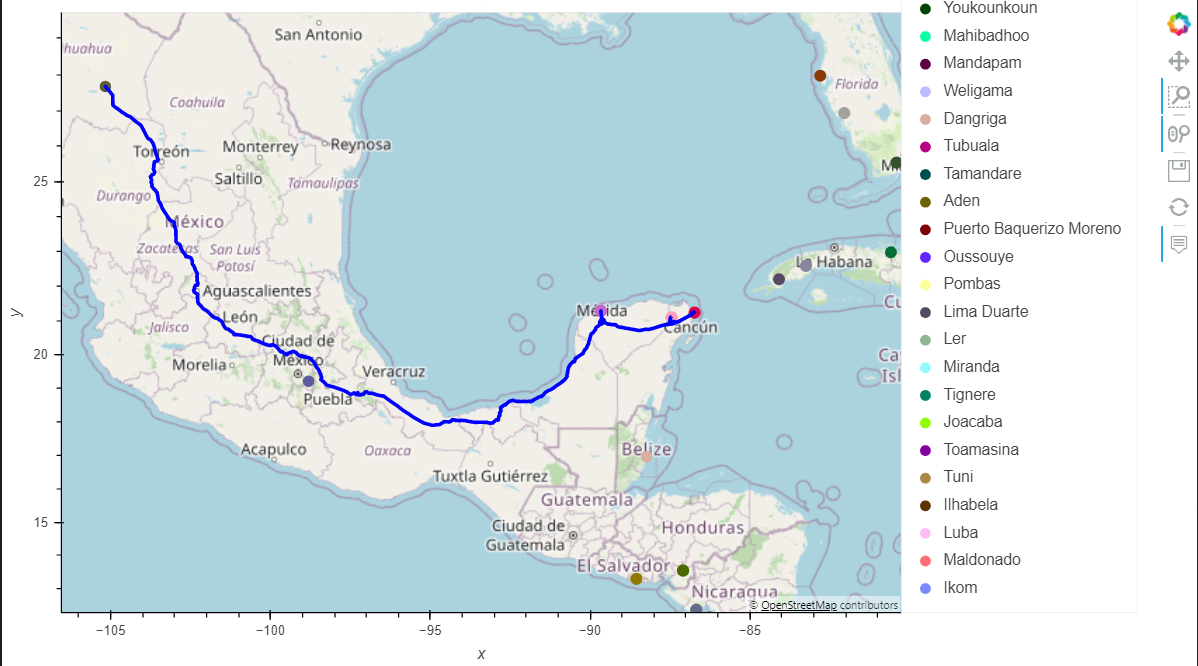 San Antonio
huahua
Coahuila
Florida
Torreón
Monterrey
Reynosa
Saltillo
Tamaulipas
Durango
México
Zacatecas
San Luis
Potosí
La Habana
Aguascalientes
León
Mérida
Cancún
Jalisco
Ciudad de
México
Morelia
Veracruz
Puebla
Acapulco
Oaxaca
Belize
Tuxtla Gutiérrez
Guatemala
Ciudad de
Guatemala
Honduras
El Salvador
Nicaragua
© OpenStreetMap contributors
25
20
15
y
−105
−100
−95
−90
−85
x
Youkounkoun
Mahibadhoo
Mandapam
Weligama
Dangriga
Tubuala
Tamandare
Aden
Puerto Baquerizo Moreno
Oussouye
Pombas
Lima Duarte
Ler
Miranda
Tignere
Joacaba
Toamasina
Tuni
Ilhabela
Luba
Maldonado
Ikom